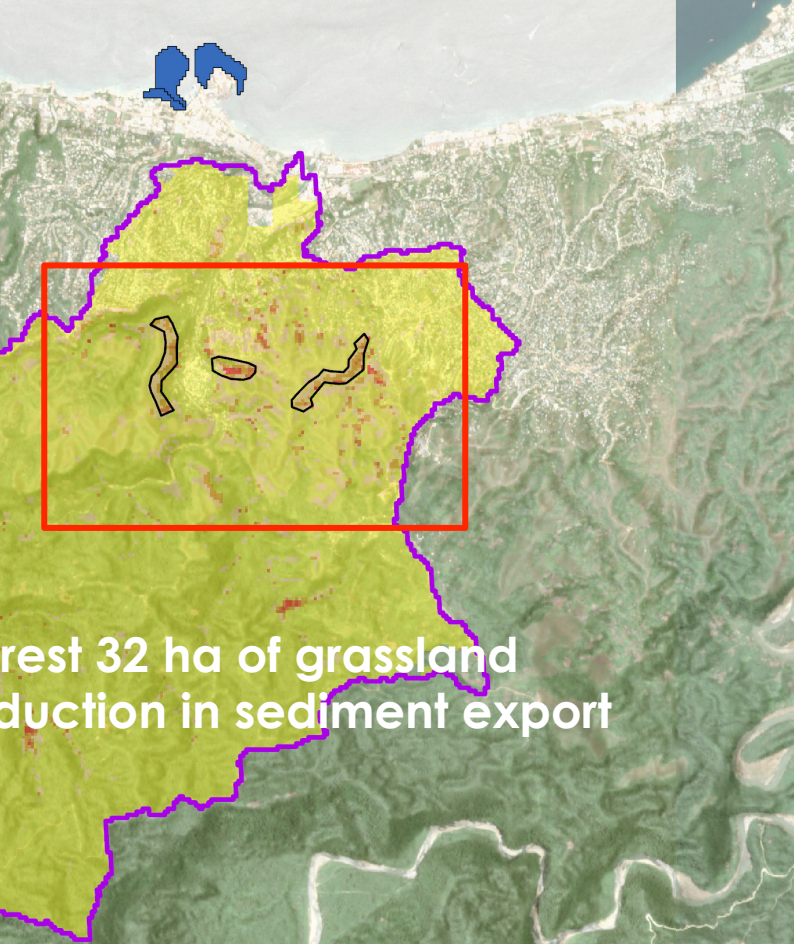 rest 32 ha of grassland
duction in sediment export